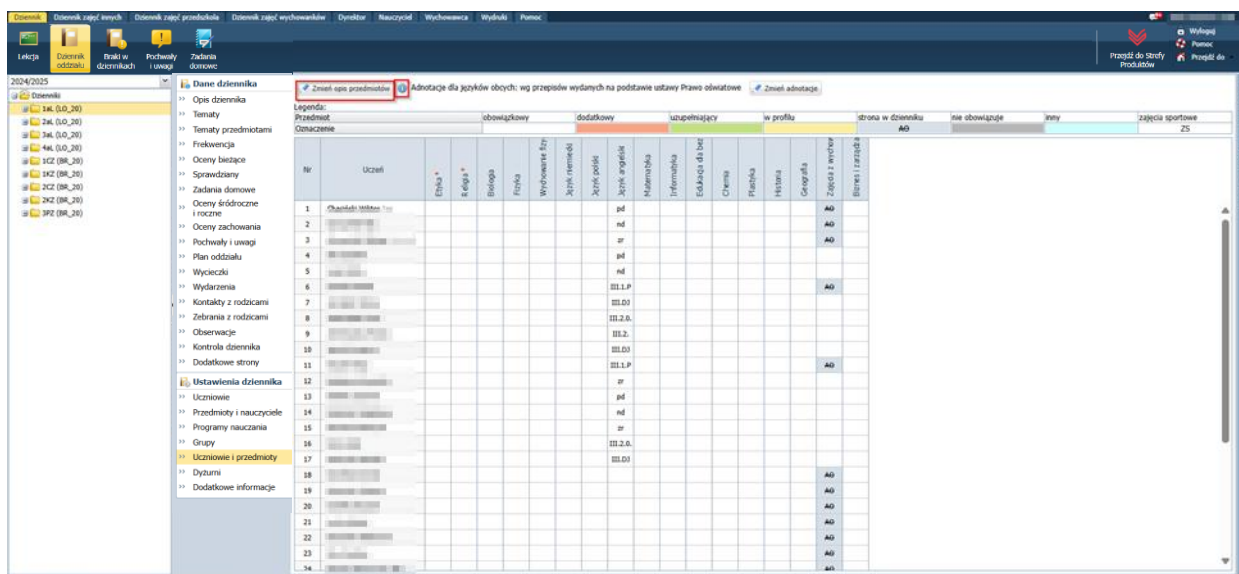 Dziennik Dziennik zajęć innych Dziennik zajęć przedszkola Dziennik zajęć wychowanków Dyrektor Nauczyciel Wychowawca Wydruki Pomoc
Lekcja
Dziennik oddziału
Braki w dziennikach
Pochwały i uwagi
Zadania domowe
Przejdź do Strefy Produktów
Wyloguj
Pomoc
Przejdź do
2024/2025
Dzienniki
1aL (LO_20)
2aL (LO_20)
3aL (LO_20)
4aL (LO_20)
1CZ (BR_20)
1KZ (BR_20)
2CZ (BR_20)
2KZ (BR_20)
3PZ (BR_20)
Dane dziennika
Opis dziennika
Tematy
Tematy przedmiotami
Frekwencja
Oceny bieżące
Sprawdziany
Zadania domowe
Oceny śródroczne
i roczne
Oceny zachowania
Pochwały i uwagi
Plan oddziału
Wycieczki
Wydarzenia
Kontakty z rodzicami
Zebrania z rodzicami
Obserwacje
Kontrola dziennika
Dodatkowe strony
Ustawienia dziennika
Uczniowie
Przedmioty i nauczyciele
Programy nauczania
Grupy
Uczniowie i przedmioty
Dyżurni
Dodatkowe informacje
Zmień opis przedmiotów Adnotacje dla języków obcych: wg przepisów wydanych na podstawie ustawy Prawo oświatowe Zmień adnotacje
Legenda:
Przedmiot obowiązkowy dodatkowy uzupełniający w profilu strona w dzienniku nie obowiązuje inny zajęcia sportowe
Oznaczenie AO ZS
Nr Uczeń Etyka * Religia * Biologia Fizyka Wychowanie fizy Język niemiecki Język polski Język angielski Matematyka Informatyka Edukacja dla bez Chemia Plastyka Historia Geografia Zajęcia z wychow Biznes i zarządza
1 pd AO
2 nd AO
3 zr AO
4 pd
5 nd
6 III.1.P AO
7 III.DJ
8 III.2.0.
9 III.2.
10 III.DJ
11 III.1.P AO
12 zr
13 pd
14 nd
15 zr
16 III.2.0.
17 III.DJ
18 AO
19 AO
20 AO
21 AO
22 AO
23 AO
24 AO